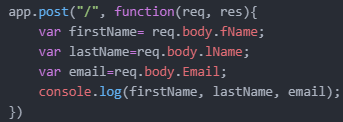 app.post("/", function(req, res){
var firstName= req.body.fName;
var lastName=req.body.lName;
var email=req.body.Email;
console.log(firstName, lastName, email);
})